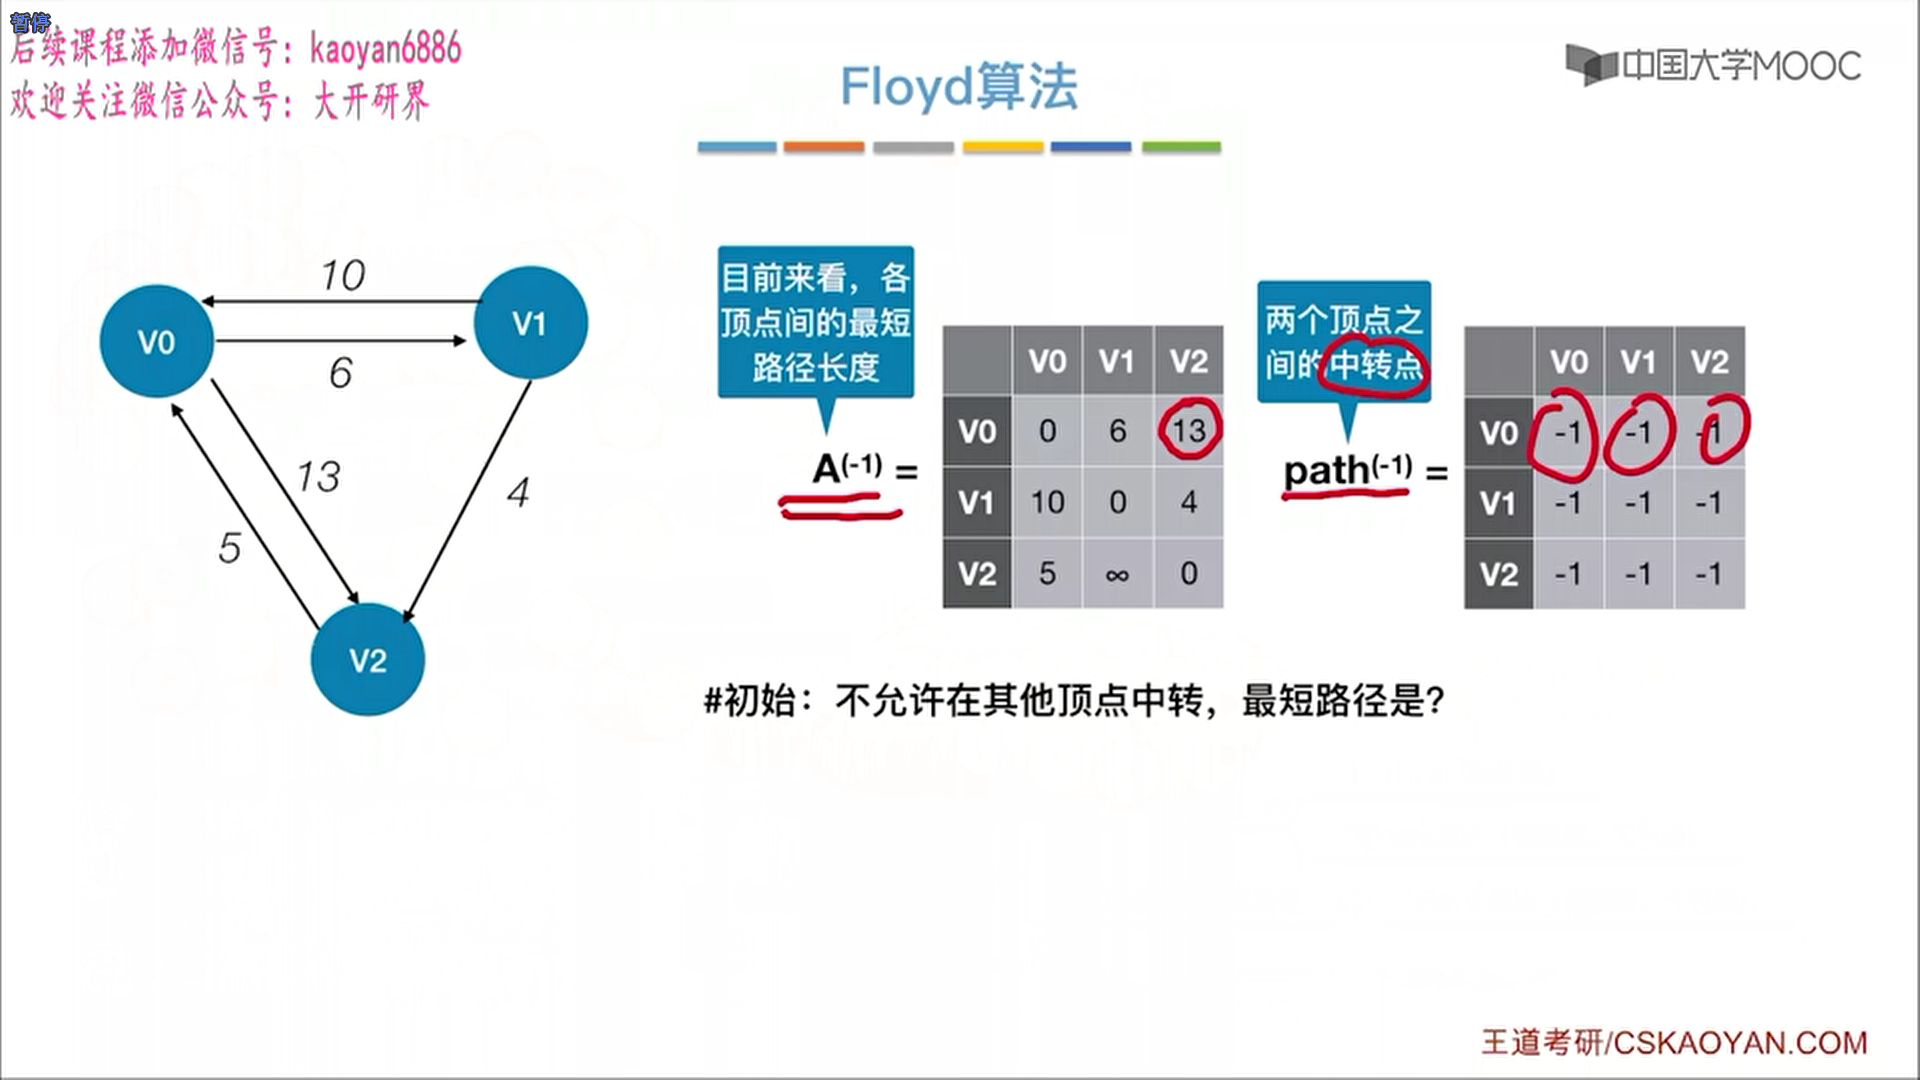 暂停
后续课程添加微信号：kaoyan6886
欢迎关注微信公众号：大开研界
Floyd算法
中国大学MOOC
10
V0
V1
6
13
4
5
V2
目前来看，各
顶点间的最短
路径长度
A(-1) =
V0 V1 V2
V0 0 6 13
V1 10 0 4
V2 5 ∞ 0
两个顶点之
间的中转点
path(-1) =
V0 V1 V2
V0 -1 -1 -1
V1 -1 -1 -1
V2 -1 -1 -1
#初始：不允许在其他顶点中转，最短路径是？
王道考研/CSKAOYAN.COM